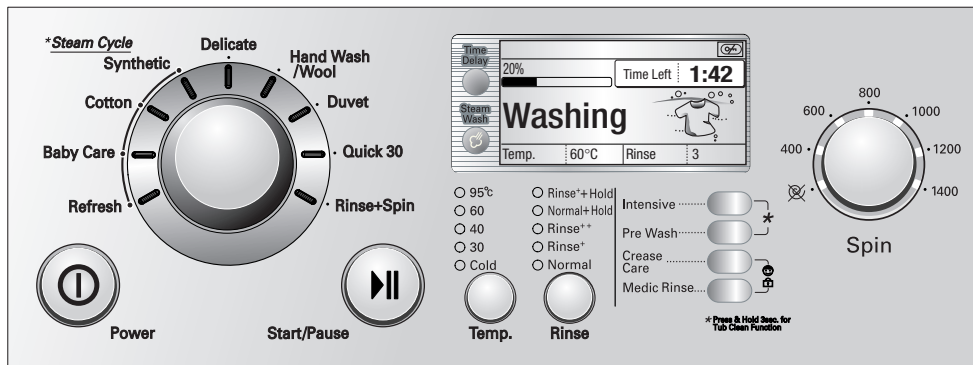 *Steam Cycle
Synthetic
Delicate
Hand Wash
/Wool
Cotton
Duvet
Baby Care
Quick 30
Refresh
Rinse+Spin
Power
Start/Pause
Time
Delay
Steam
Wash
20%
Time Left 1:42
Washing
Temp. 60°C Rinse 3
95℃
60
40
30
Cold
Temp.
Rinse⁺+Hold
Normal+Hold
Rinse⁺⁺
Rinse⁺
Normal
Rinse
Intensive
Pre Wash
Crease
Care
Medic Rinse
*
* Press & Hold 3sec. for
Tub Clean Function
400
600
800
1000
1200
1400
Spin